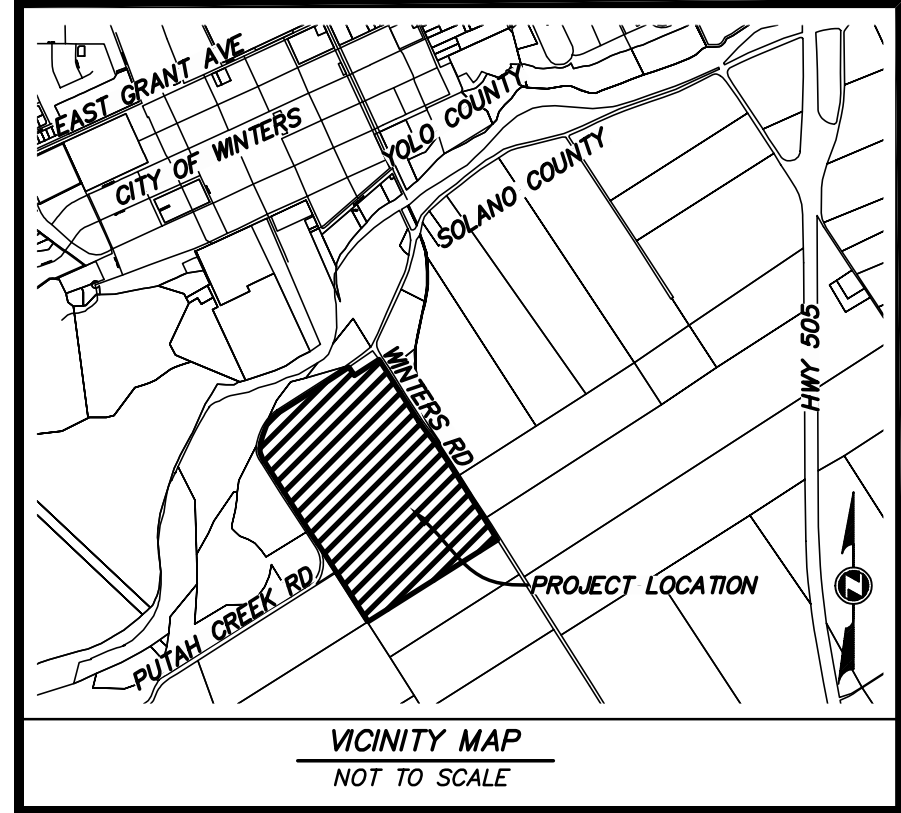 EAST GRANT AVE
CITY OF WINTERS
YOLO COUNTY
SOLANO COUNTY
WINTERS RD
HWY 505
PROJECT LOCATION
PUTAH CREEK RD
N
VICINITY MAP
NOT TO SCALE